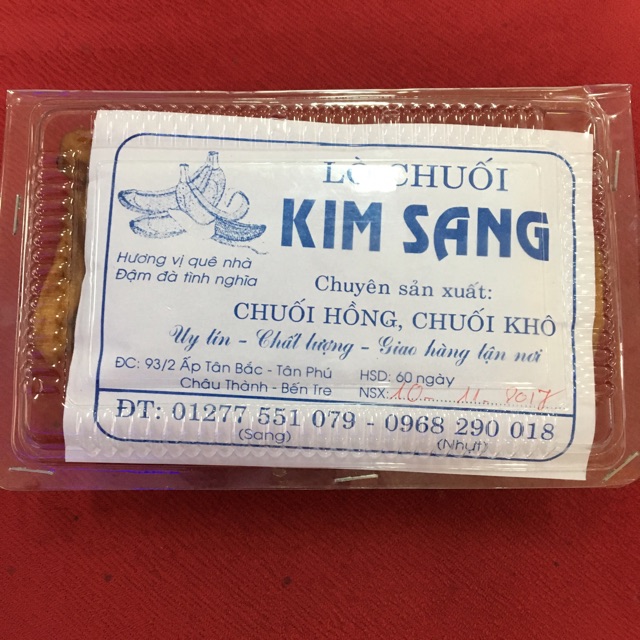 LÒ CHUỐI
KIM SANG
Hương vị quê nhà
Đậm đà tình nghĩa
Chuyên sản xuất:
CHUỐI HỒNG, CHUỐI KHÔ
Uy tín - Chất lượng - Giao hàng tận nơi
ĐC: 93/2 Ấp Tân Bắc - Tân Phú
Châu Thành - Bến Tre
HSD: 60 ngày
NSX: 10 11 2017
ĐT: 01277 551 079 - 0968 290 018
(Sang) (Nhựt)